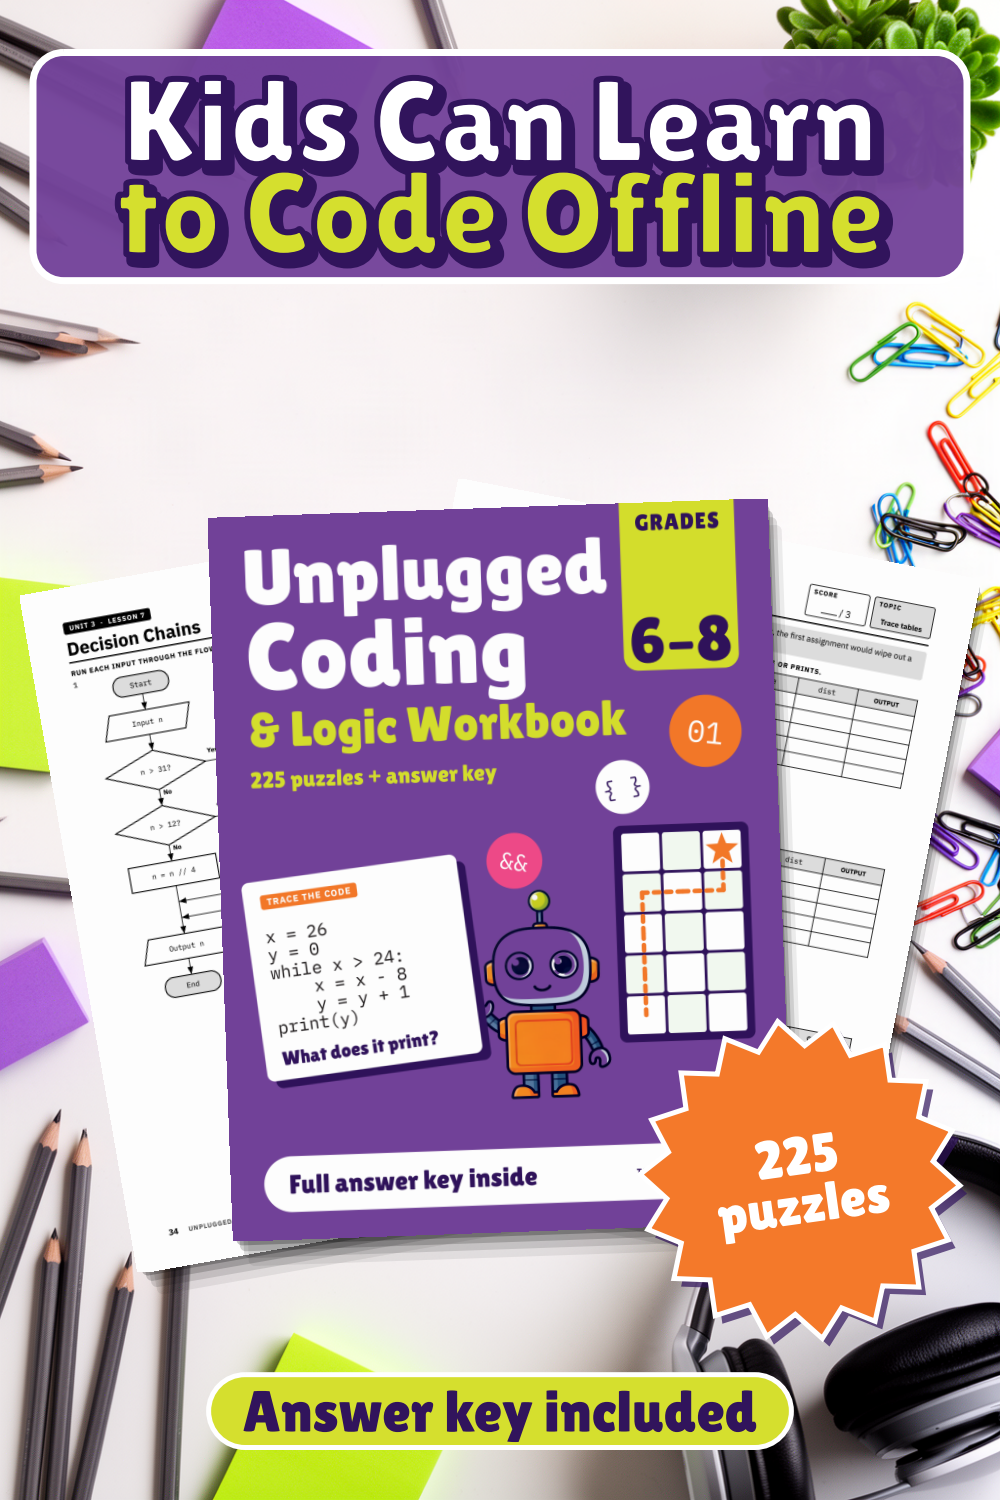 Kids Can Learn
to Code Offline
GRADES
6–8
Unplugged
Coding
& Logic Workbook
225 puzzles + answer key
01
{ }
&&
TRACE THE CODE
x = 26
y = 0
while x > 24:
x = x - 8
y = y + 1
print(y)
What does it print?
Full answer key inside
UNIT 3 - LESSON 7
Decision Chains
RUN EACH INPUT THROUGH THE FLOW
1
Start
Input n
n > 31?
No
n > 12?
No
n = n // 4
Output n
End
34 UNPLUGGED
SCORE
/ 3
TOPIC
Trace tables
, the first assignment would wipe out a
OR PRINTS.
dist
OUTPUT
dist
OUTPUT
225
puzzles
Answer key included